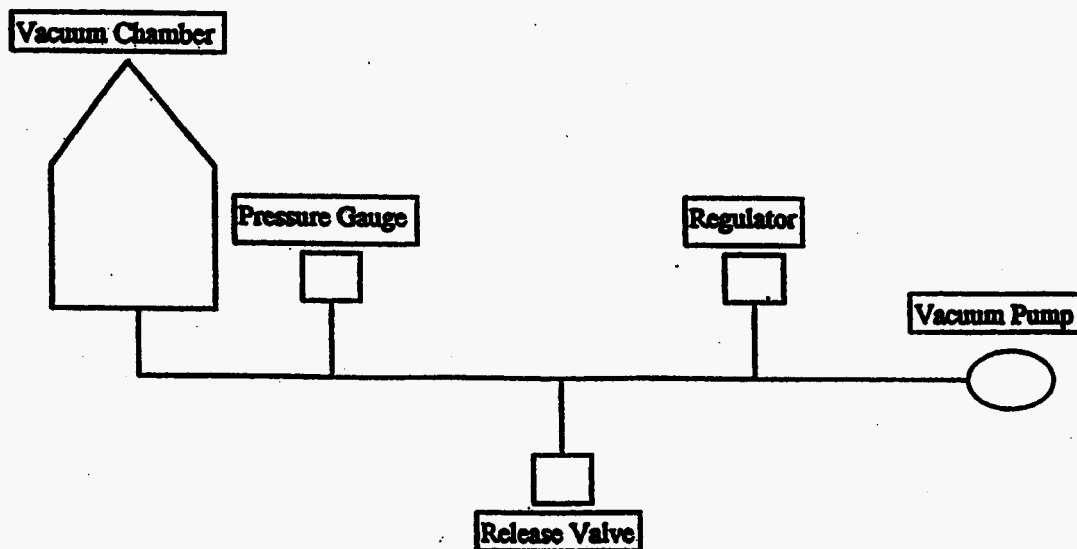 Vacuum Chamber
Pressure Gauge
Regulator
Vacuum Pump
Release Valve